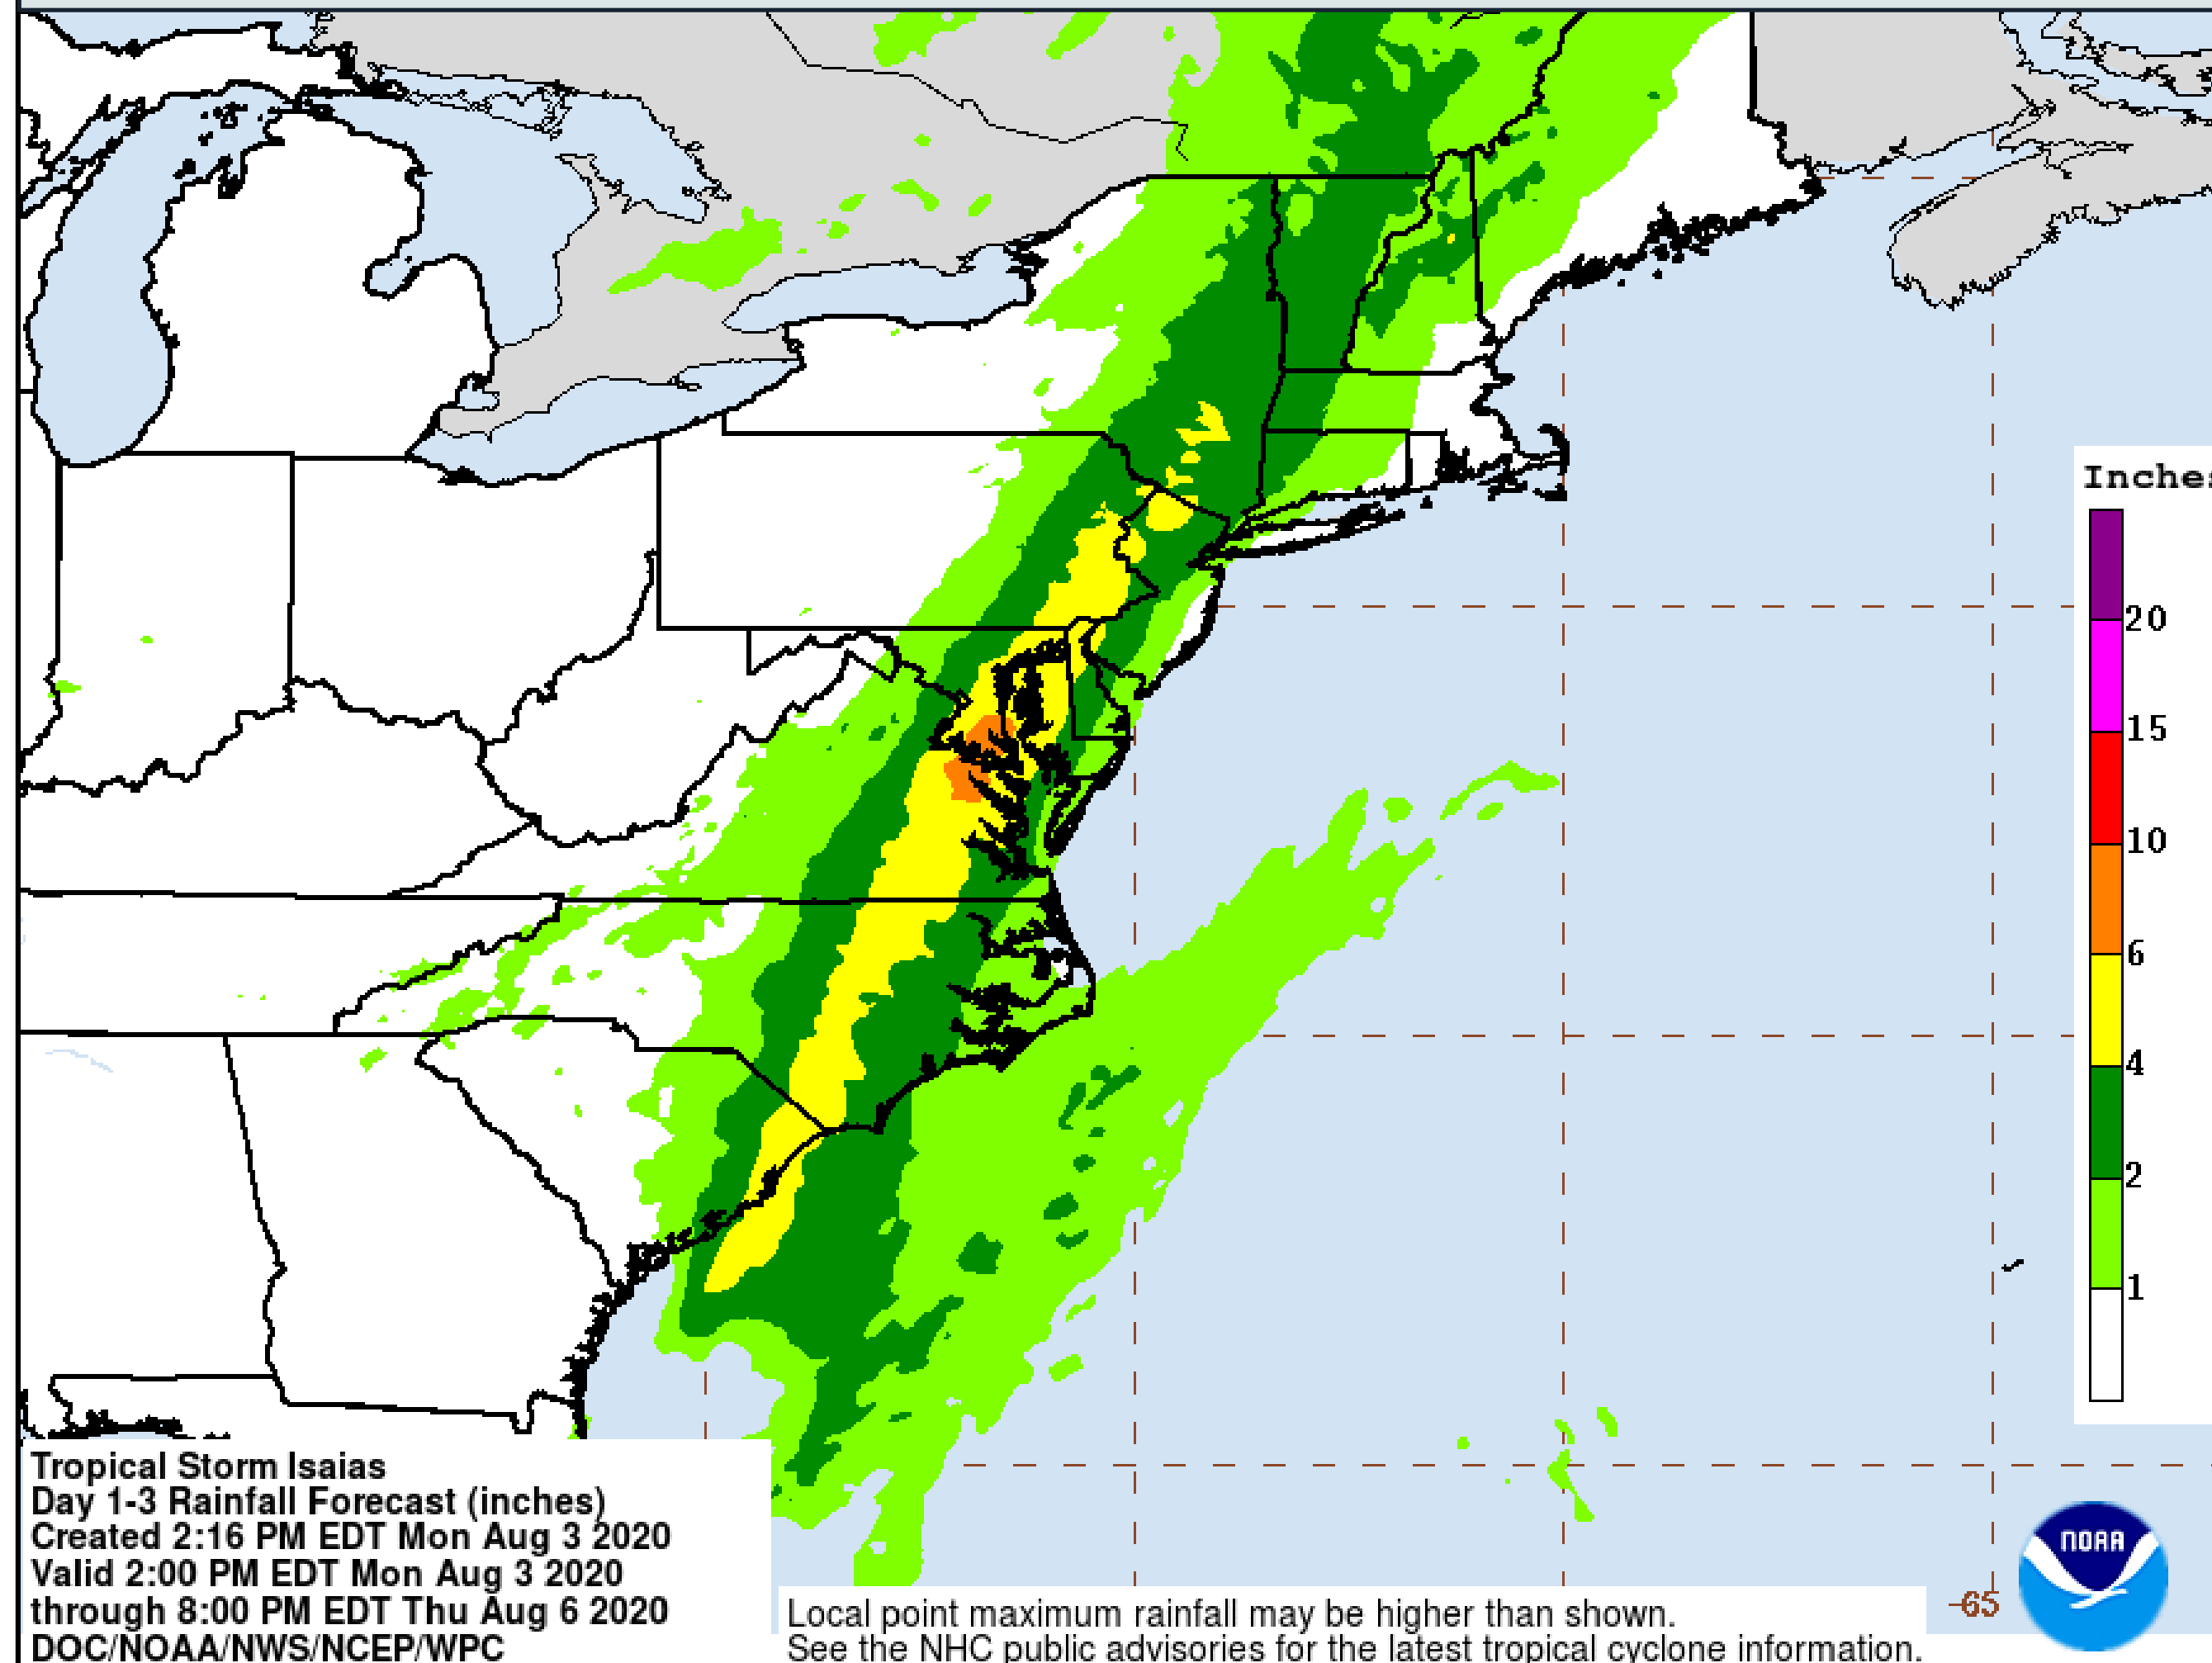 Inches
20
15
10
6
4
2
1
Tropical Storm Isaias
Day 1-3 Rainfall Forecast (inches)
Created 2:16 PM EDT Mon Aug 3 2020
Valid 2:00 PM EDT Mon Aug 3 2020
through 8:00 PM EDT Thu Aug 6 2020
DOC/NOAA/NWS/NCEP/WPC
Local point maximum rainfall may be higher than shown.
See the NHC public advisories for the latest tropical cyclone information.
-65
NOAA